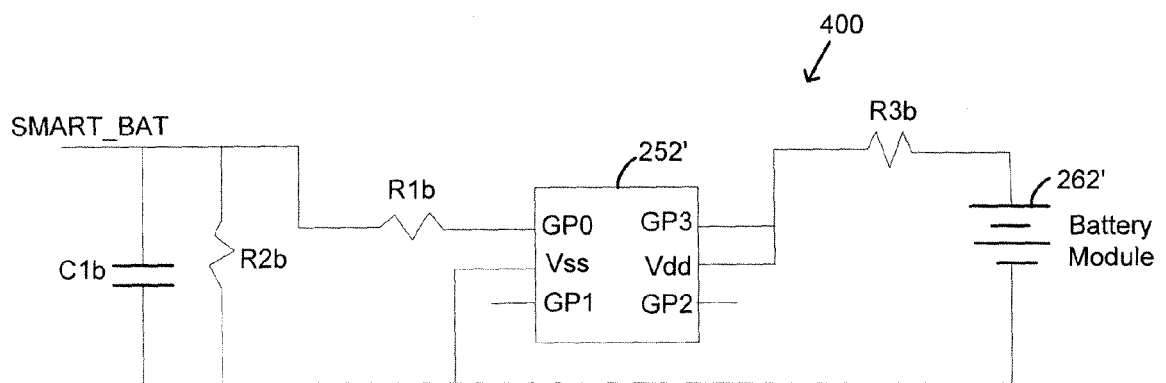 400
SMART_BAT
R3b
252'
R1b
262'
GP0
GP3
Battery
Module
C1b
R2b
Vss
Vdd
GP1
GP2